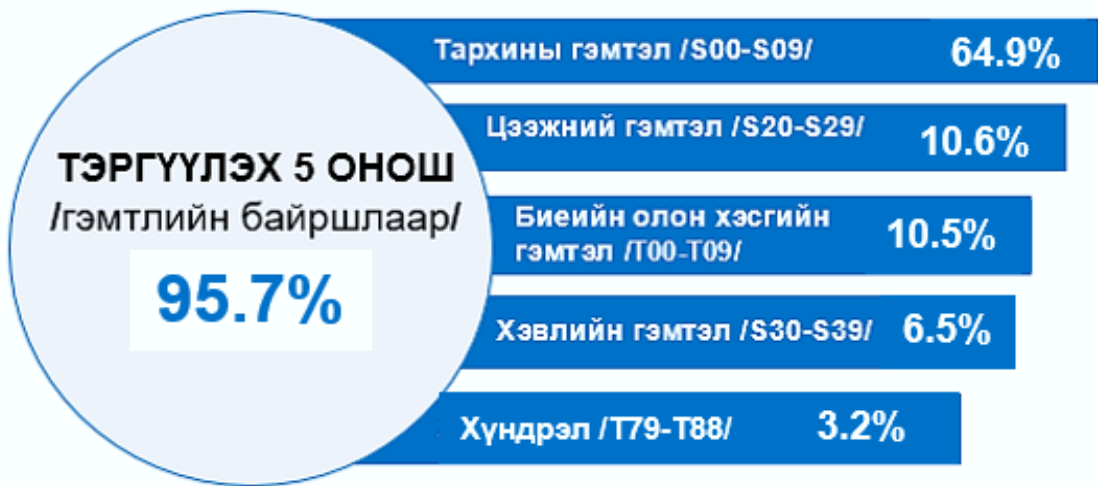 ТЭРГҮҮЛЭХ 5 ОНОШ
/гэмтлийн байршлаар/
95.7%
Тархины гэмтэл /S00-S09/ 64.9%
Цээжний гэмтэл /S20-S29/ 10.6%
Биеийн олон хэсгийн
гэмтэл /T00-T09/ 10.5%
Хэвлийн гэмтэл /S30-S39/ 6.5%
Хүндрэл /T79-T88/ 3.2%